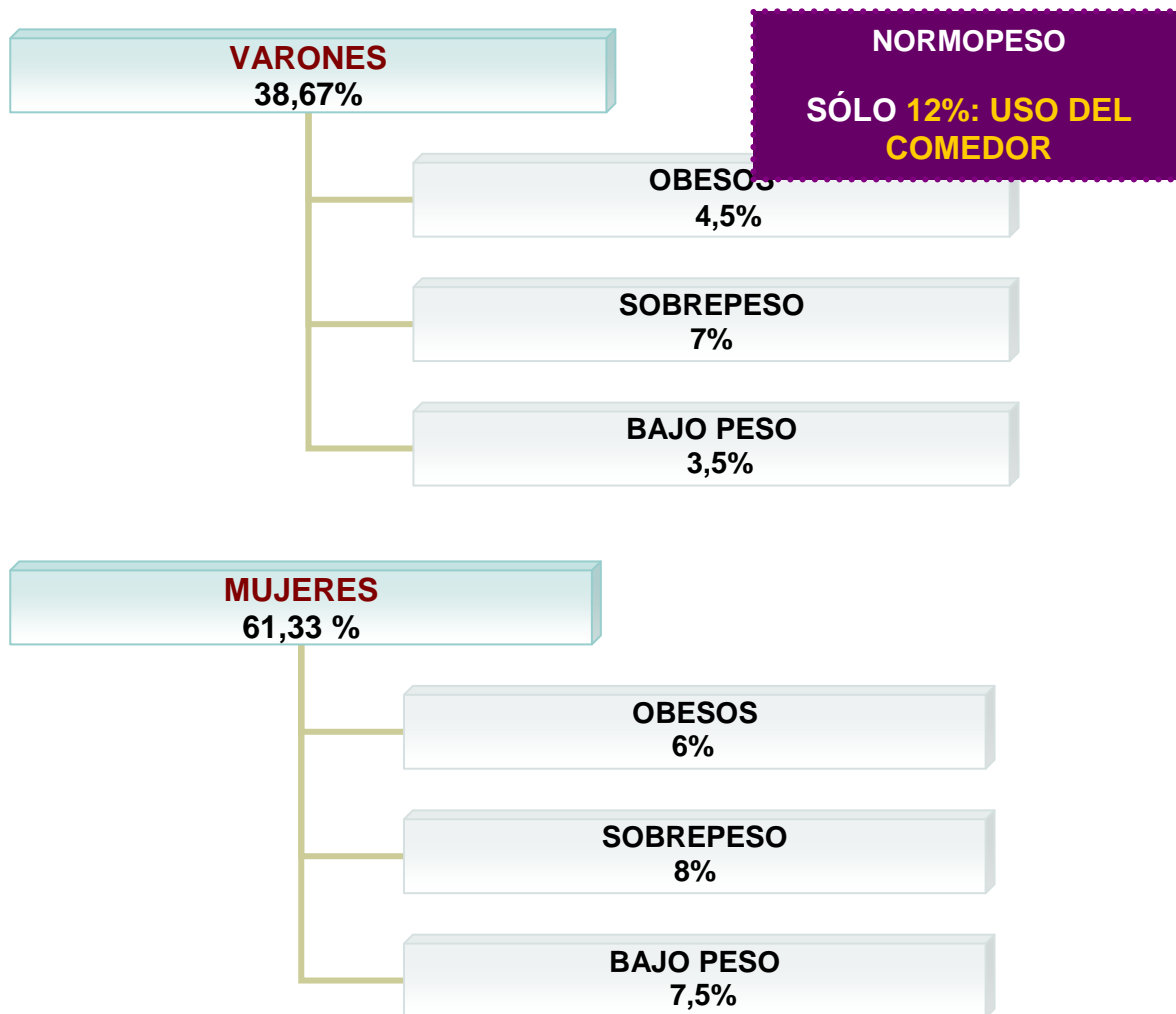 VARONES
38,67%
NORMOPESO
SÓLO 12%: USO DEL
COMEDOR
OBESOS
4,5%
SOBREPESO
7%
BAJO PESO
3,5%
MUJERES
61,33 %
OBESOS
6%
SOBREPESO
8%
BAJO PESO
7,5%